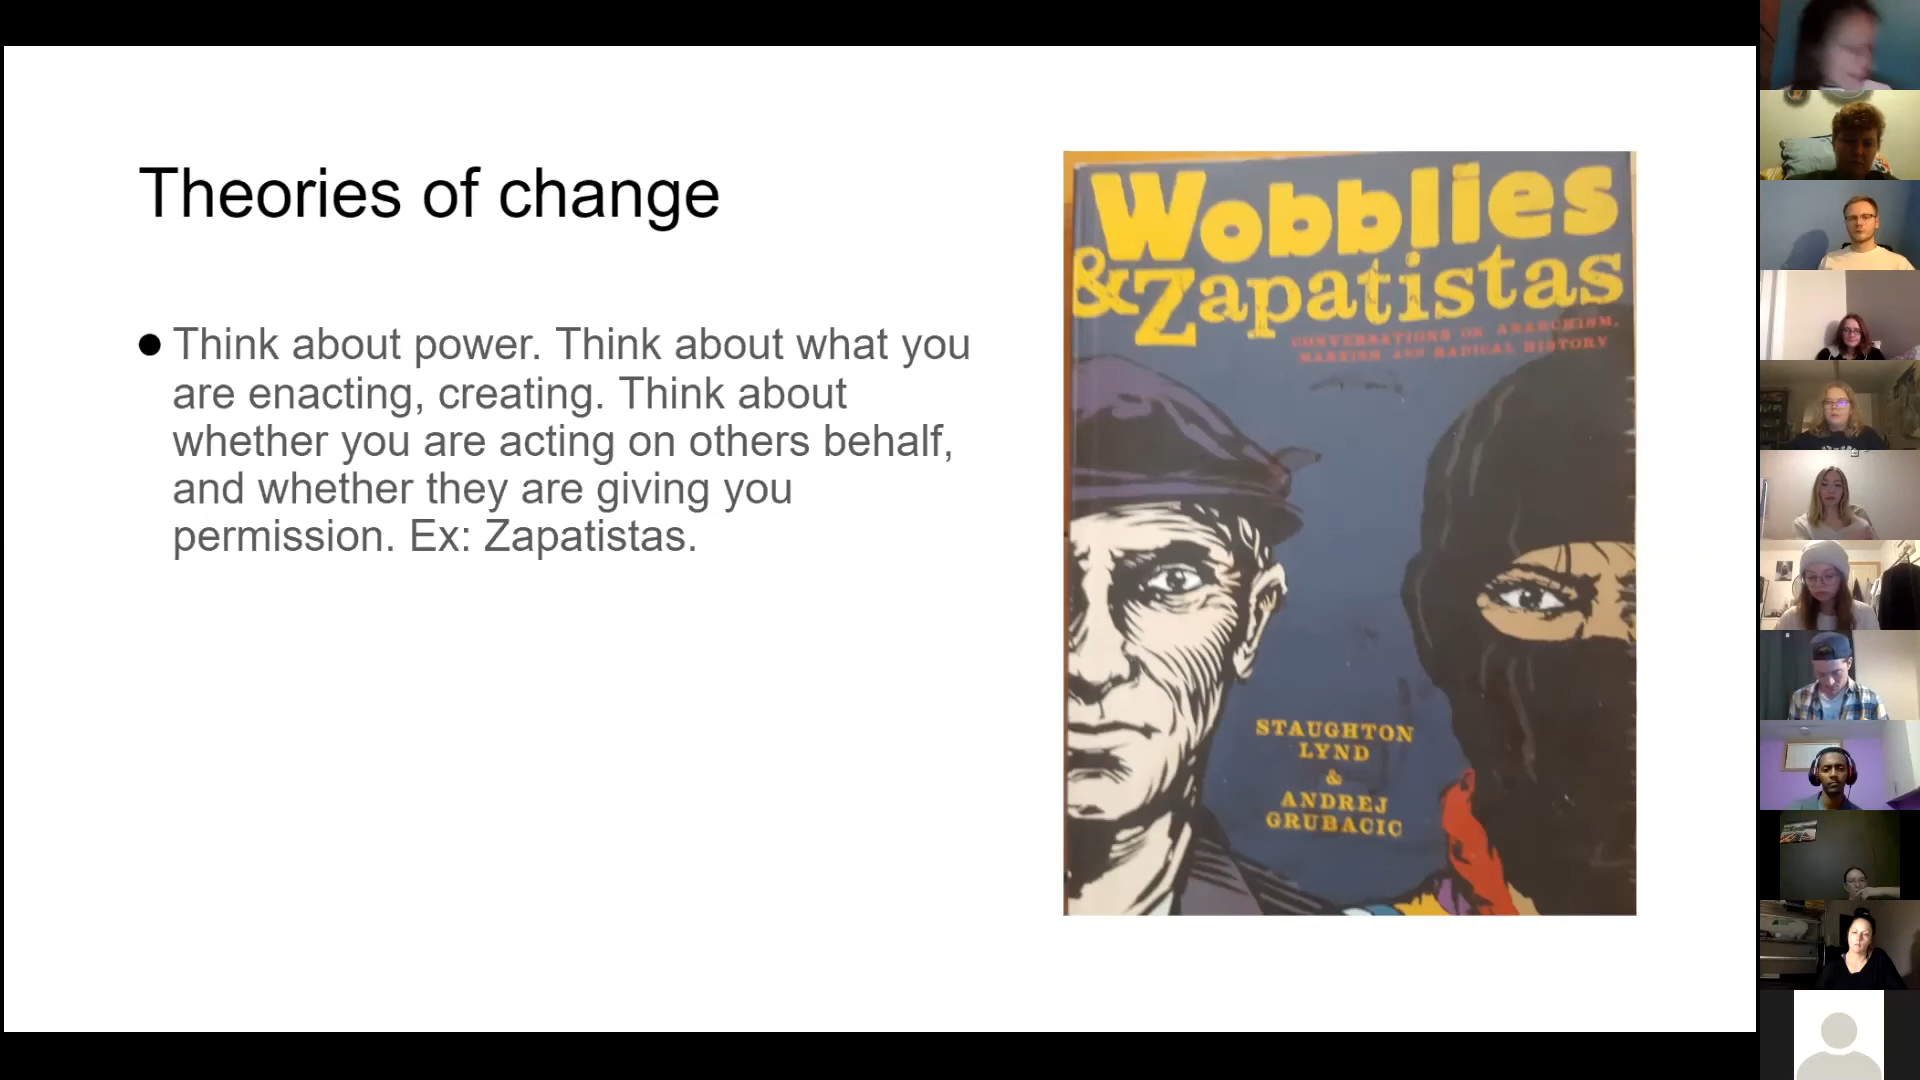 Theories of change
● Think about power. Think about what you
are enacting, creating. Think about
whether you are acting on others behalf,
and whether they are giving you
permission. Ex: Zapatistas.
Wobblies
&Zapatistas
CONVERSATIONS ON ANARCHISM,
MARXISM AND RADICAL HISTORY
STAUGHTON
LYND
&
ANDREJ
GRUBACIC